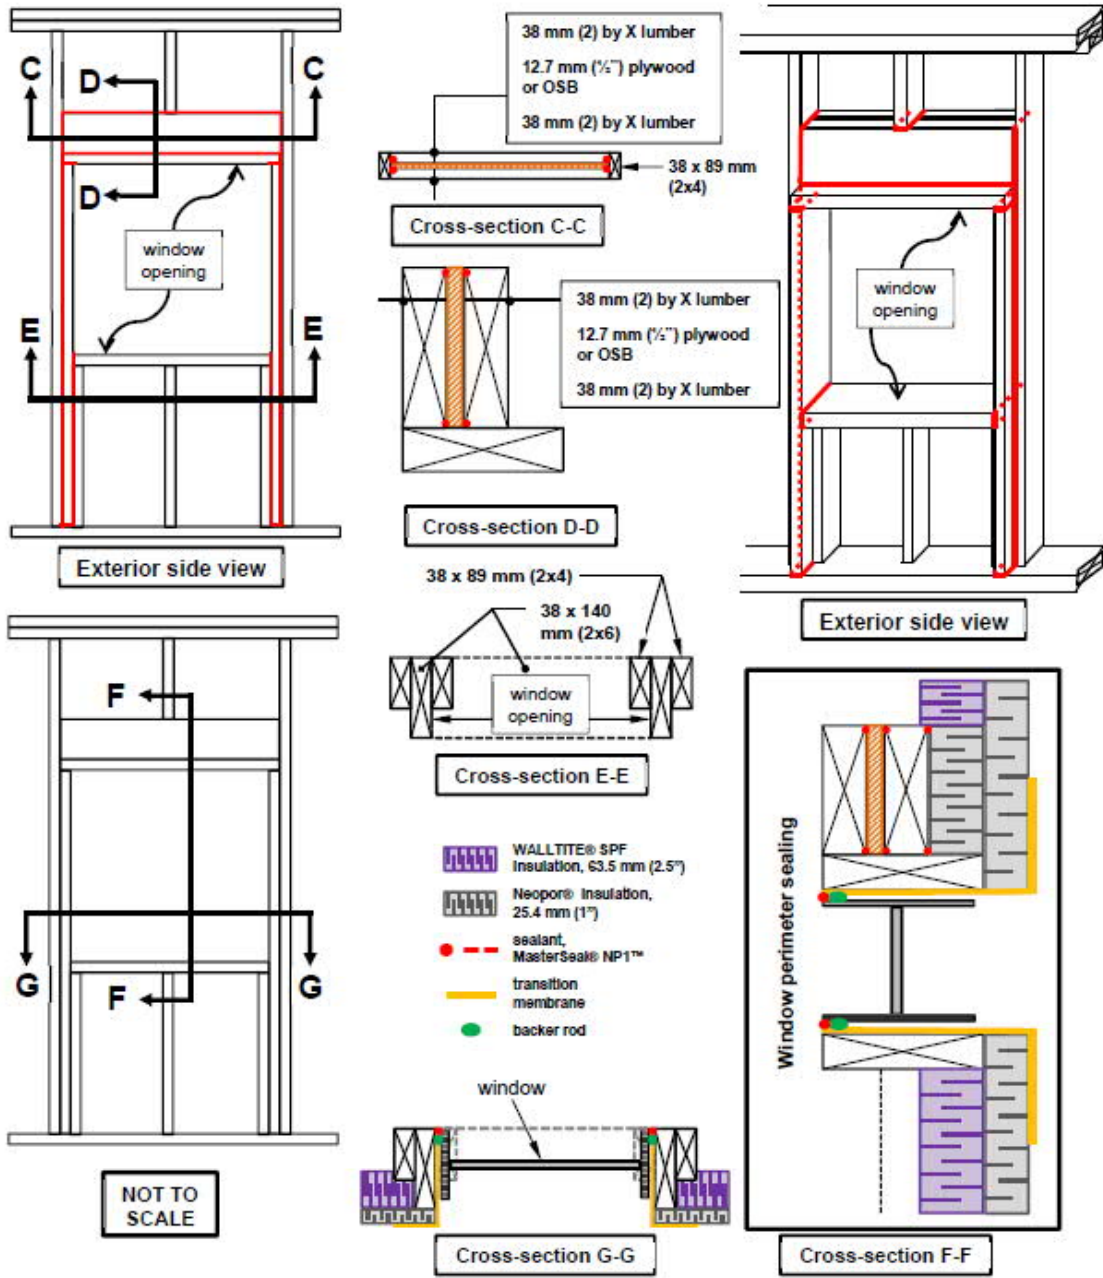 C
D
C
D
window
opening
E
E
Exterior side view
38 mm (2) by X lumber
12.7 mm (½") plywood
or OSB
38 mm (2) by X lumber
38 x 89 mm
(2x4)
Cross-section C-C
38 mm (2) by X lumber
12.7 mm (½") plywood
or OSB
38 mm (2) by X lumber
Cross-section D-D
38 x 89 mm (2x4)
38 x 140
mm (2x6)
window
opening
Cross-section E-E
window
opening
Exterior side view
F
F
G
G
NOT TO
SCALE
WALLTITE® SPF
Insulation, 63.5 mm (2.5")
Neopor® Insulation,
25.4 mm (1")
sealant,
MasterSeal® NP1™
transition
membrane
backer rod
window
Cross-section G-G
Window perimeter sealing
Cross-section F-F